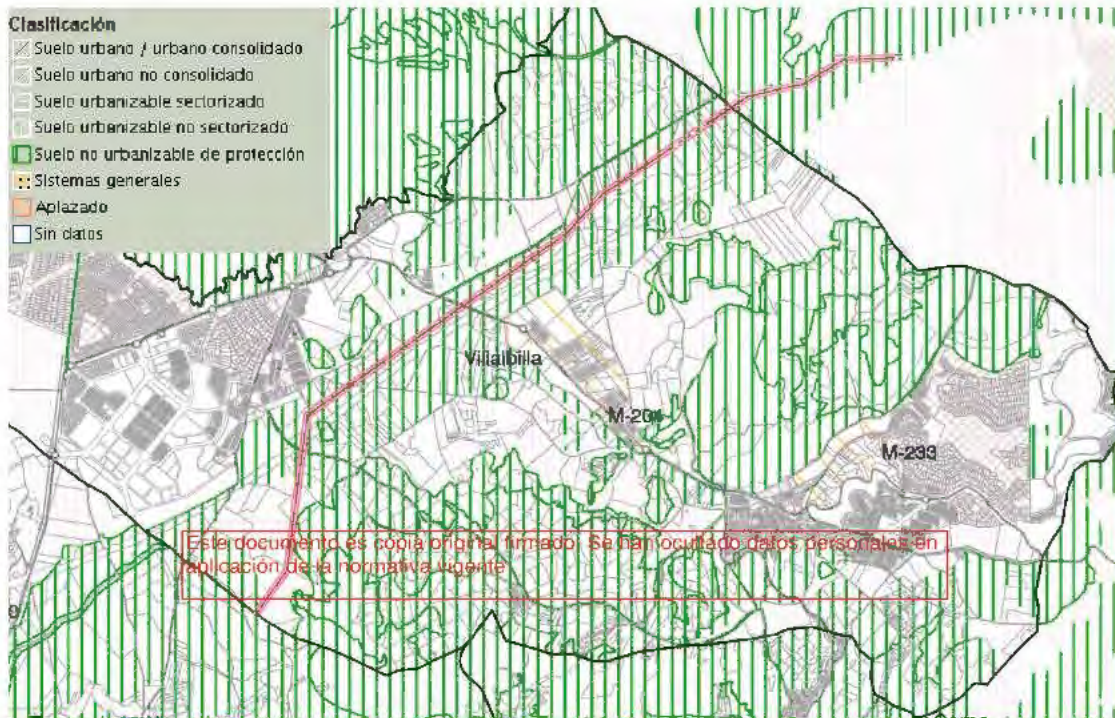 Clasificación
Suelo urbano / urbano consolidado
Suelo urbano no consolidado
Suelo urbanizable sectorizado
Suelo urbanizable no sectorizado
Suelo no urbanizable de protección
Sistemas generales
Aplazado
Sin datos
Villalbilla
M-204
M-233
Este documento es copia original firmado. Se han ocultado datos personales en
aplicación de la normativa vigente